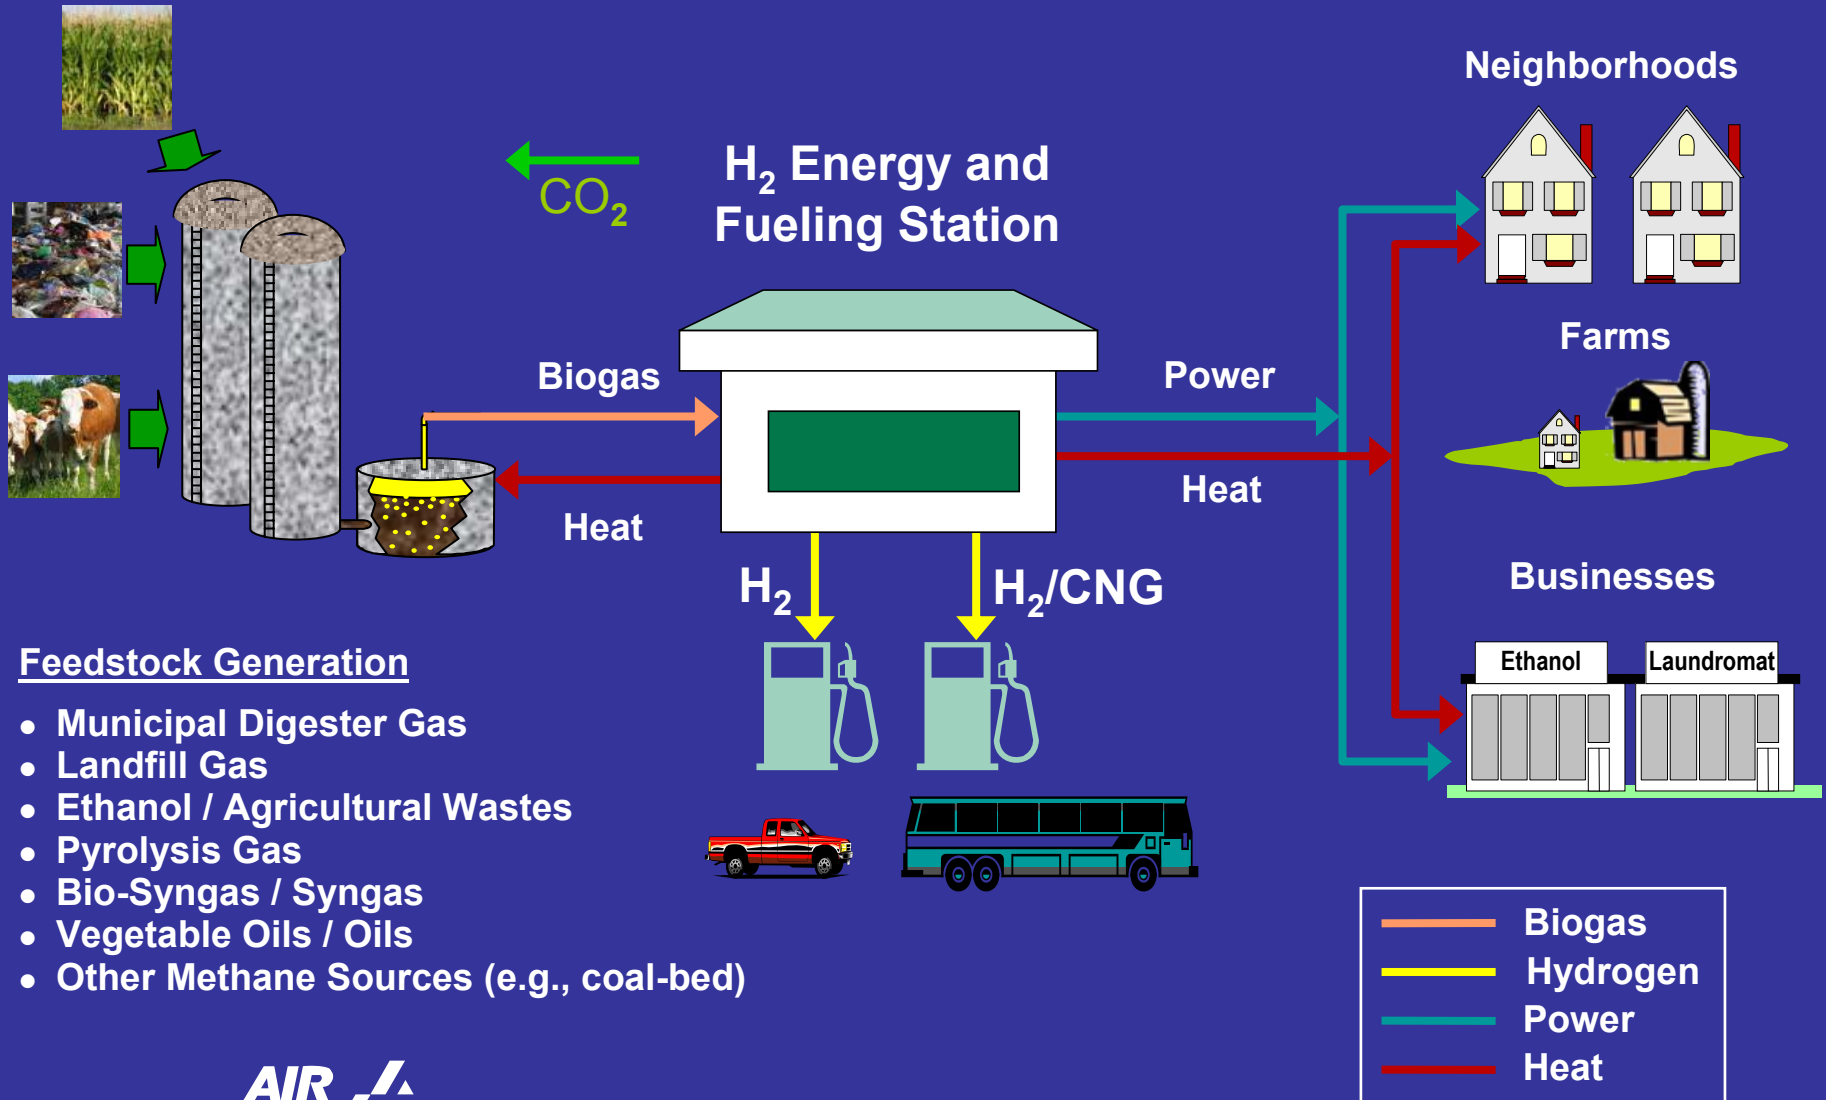 Neighborhoods
H₂ Energy and
Fueling Station
CO₂
Farms
Biogas
Power
Heat
Heat
Businesses
H₂
H₂/CNG
Ethanol
Laundromat
Feedstock Generation
● Municipal Digester Gas
● Landfill Gas
● Ethanol / Agricultural Wastes
● Pyrolysis Gas
● Bio-Syngas / Syngas
● Vegetable Oils / Oils
● Other Methane Sources (e.g., coal-bed)
Biogas
Hydrogen
Power
Heat
AIR